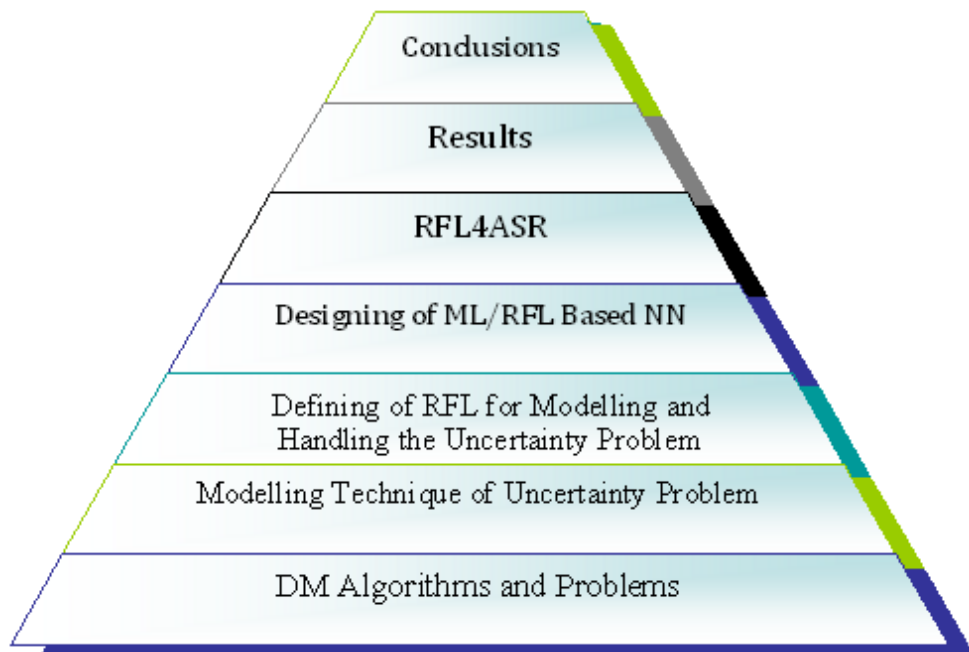 Condusions
Results
RFL4ASR
Designing of ML/RFL Based NN
Defining of RFL for Modelling and
Handling the Uncertainty Problem
Modelling Technique of Uncertainty Problem
DM Algorithms and Problems